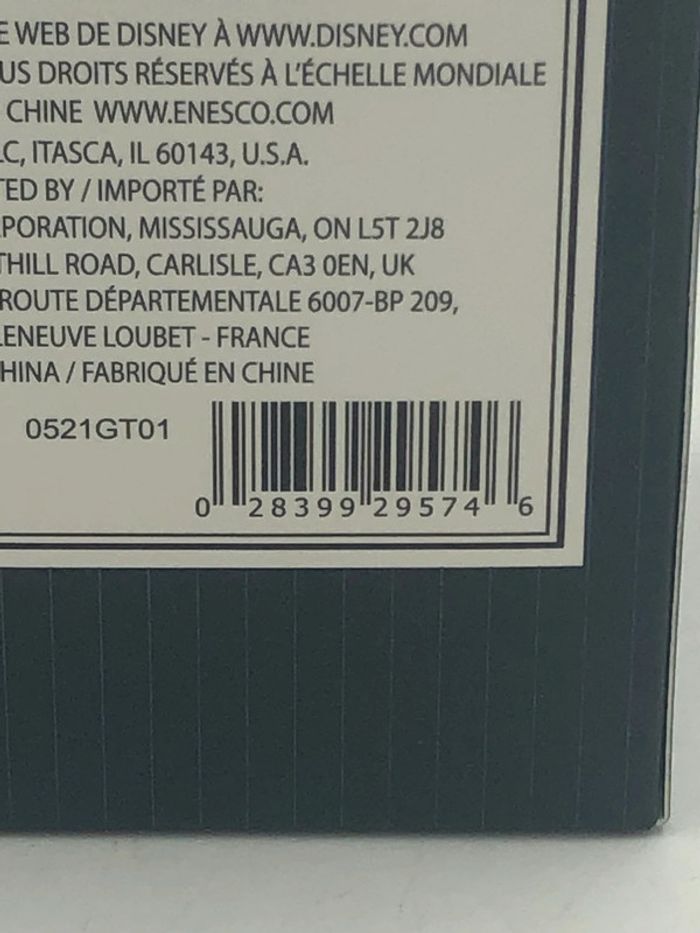 E WEB DE DISNEY À WWW.DISNEY.COM
US DROITS RÉSERVÉS À L'ÉCHELLE MONDIALE
CHINE WWW.ENESCO.COM
LC, ITASCA, IL 60143, U.S.A.
TED BY / IMPORTÉ PAR:
PORATION, MISSISSAUGA, ON L5T 2J8
THILL ROAD, CARLISLE, CA3 0EN, UK
ROUTE DÉPARTEMENTALE 6007-BP 209,
LENEUVE LOUBET - FRANCE
HINA / FABRIQUÉ EN CHINE
0521GT01
0 28399 29574 6